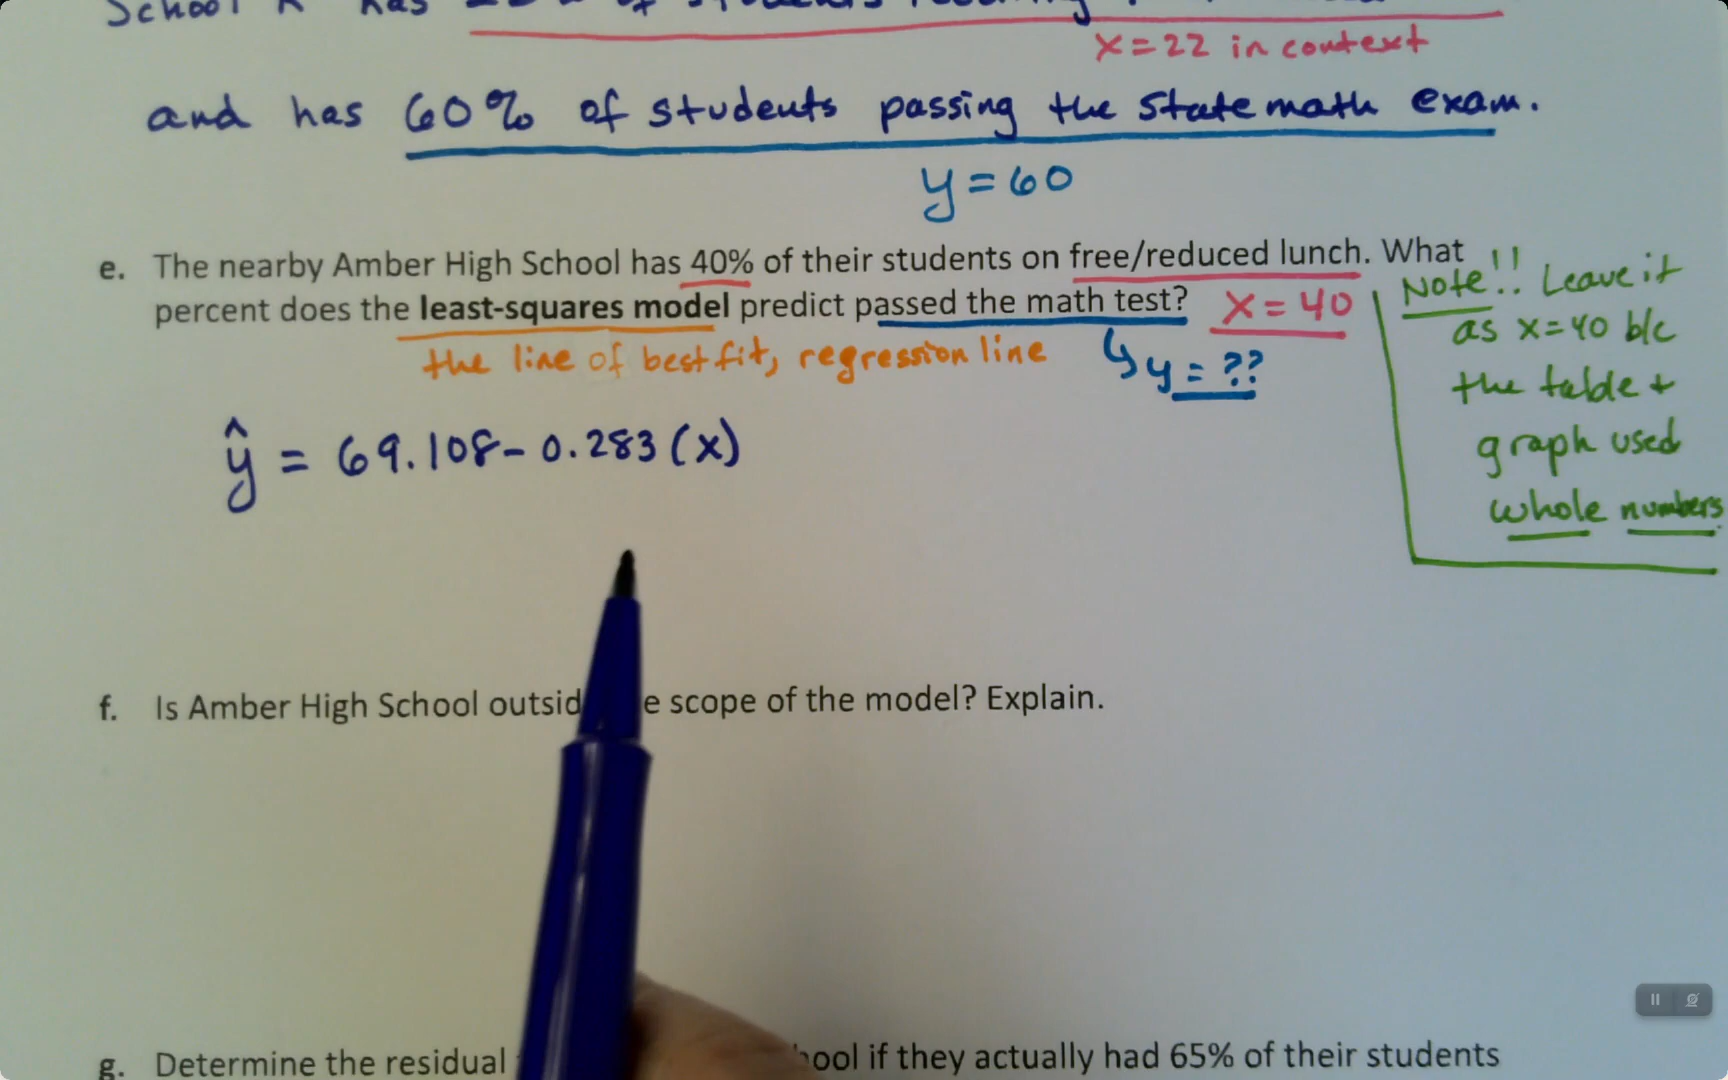 School has of students
x=22 in context
and has 60% of students passing the state math exam.
y=60
e. The nearby Amber High School has 40% of their students on free/reduced lunch. What
percent does the least-squares model predict passed the math test? x=40
the line of best fit, regression line
y=??
Note!! Leave it
as x=40 b/c
the table +
graph used
whole numbers
ŷ = 69.108-0.283(x)
f. Is Amber High School outsid e scope of the model? Explain.
g. Determine the residual ool if they actually had 65% of their students